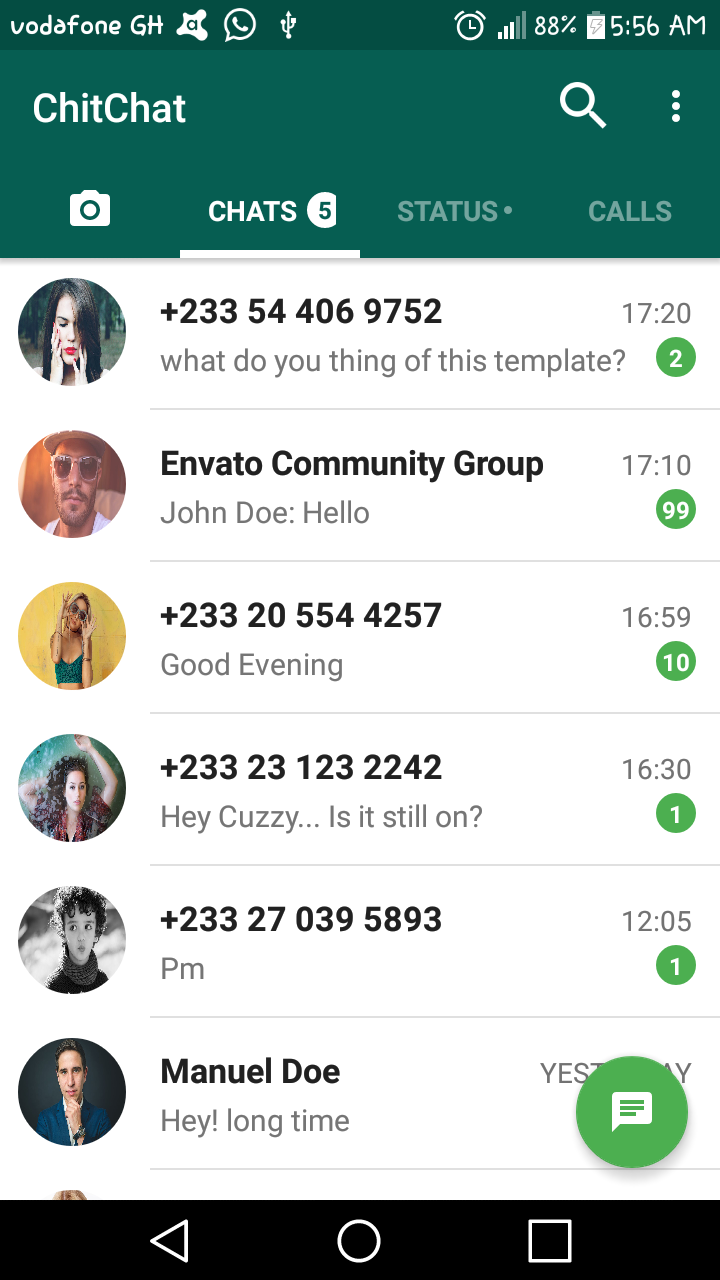 vodafone GH 88% 5:56 AM
ChitChat
CHATS 5 STATUS • CALLS
+233 54 406 9752 17:20
what do you thing of this template? 2
Envato Community Group 17:10
John Doe: Hello 99
+233 20 554 4257 16:59
Good Evening 10
+233 23 123 2242 16:30
Hey Cuzzy... Is it still on? 1
+233 27 039 5893 12:05
Pm 1
Manuel Doe
Hey! long time